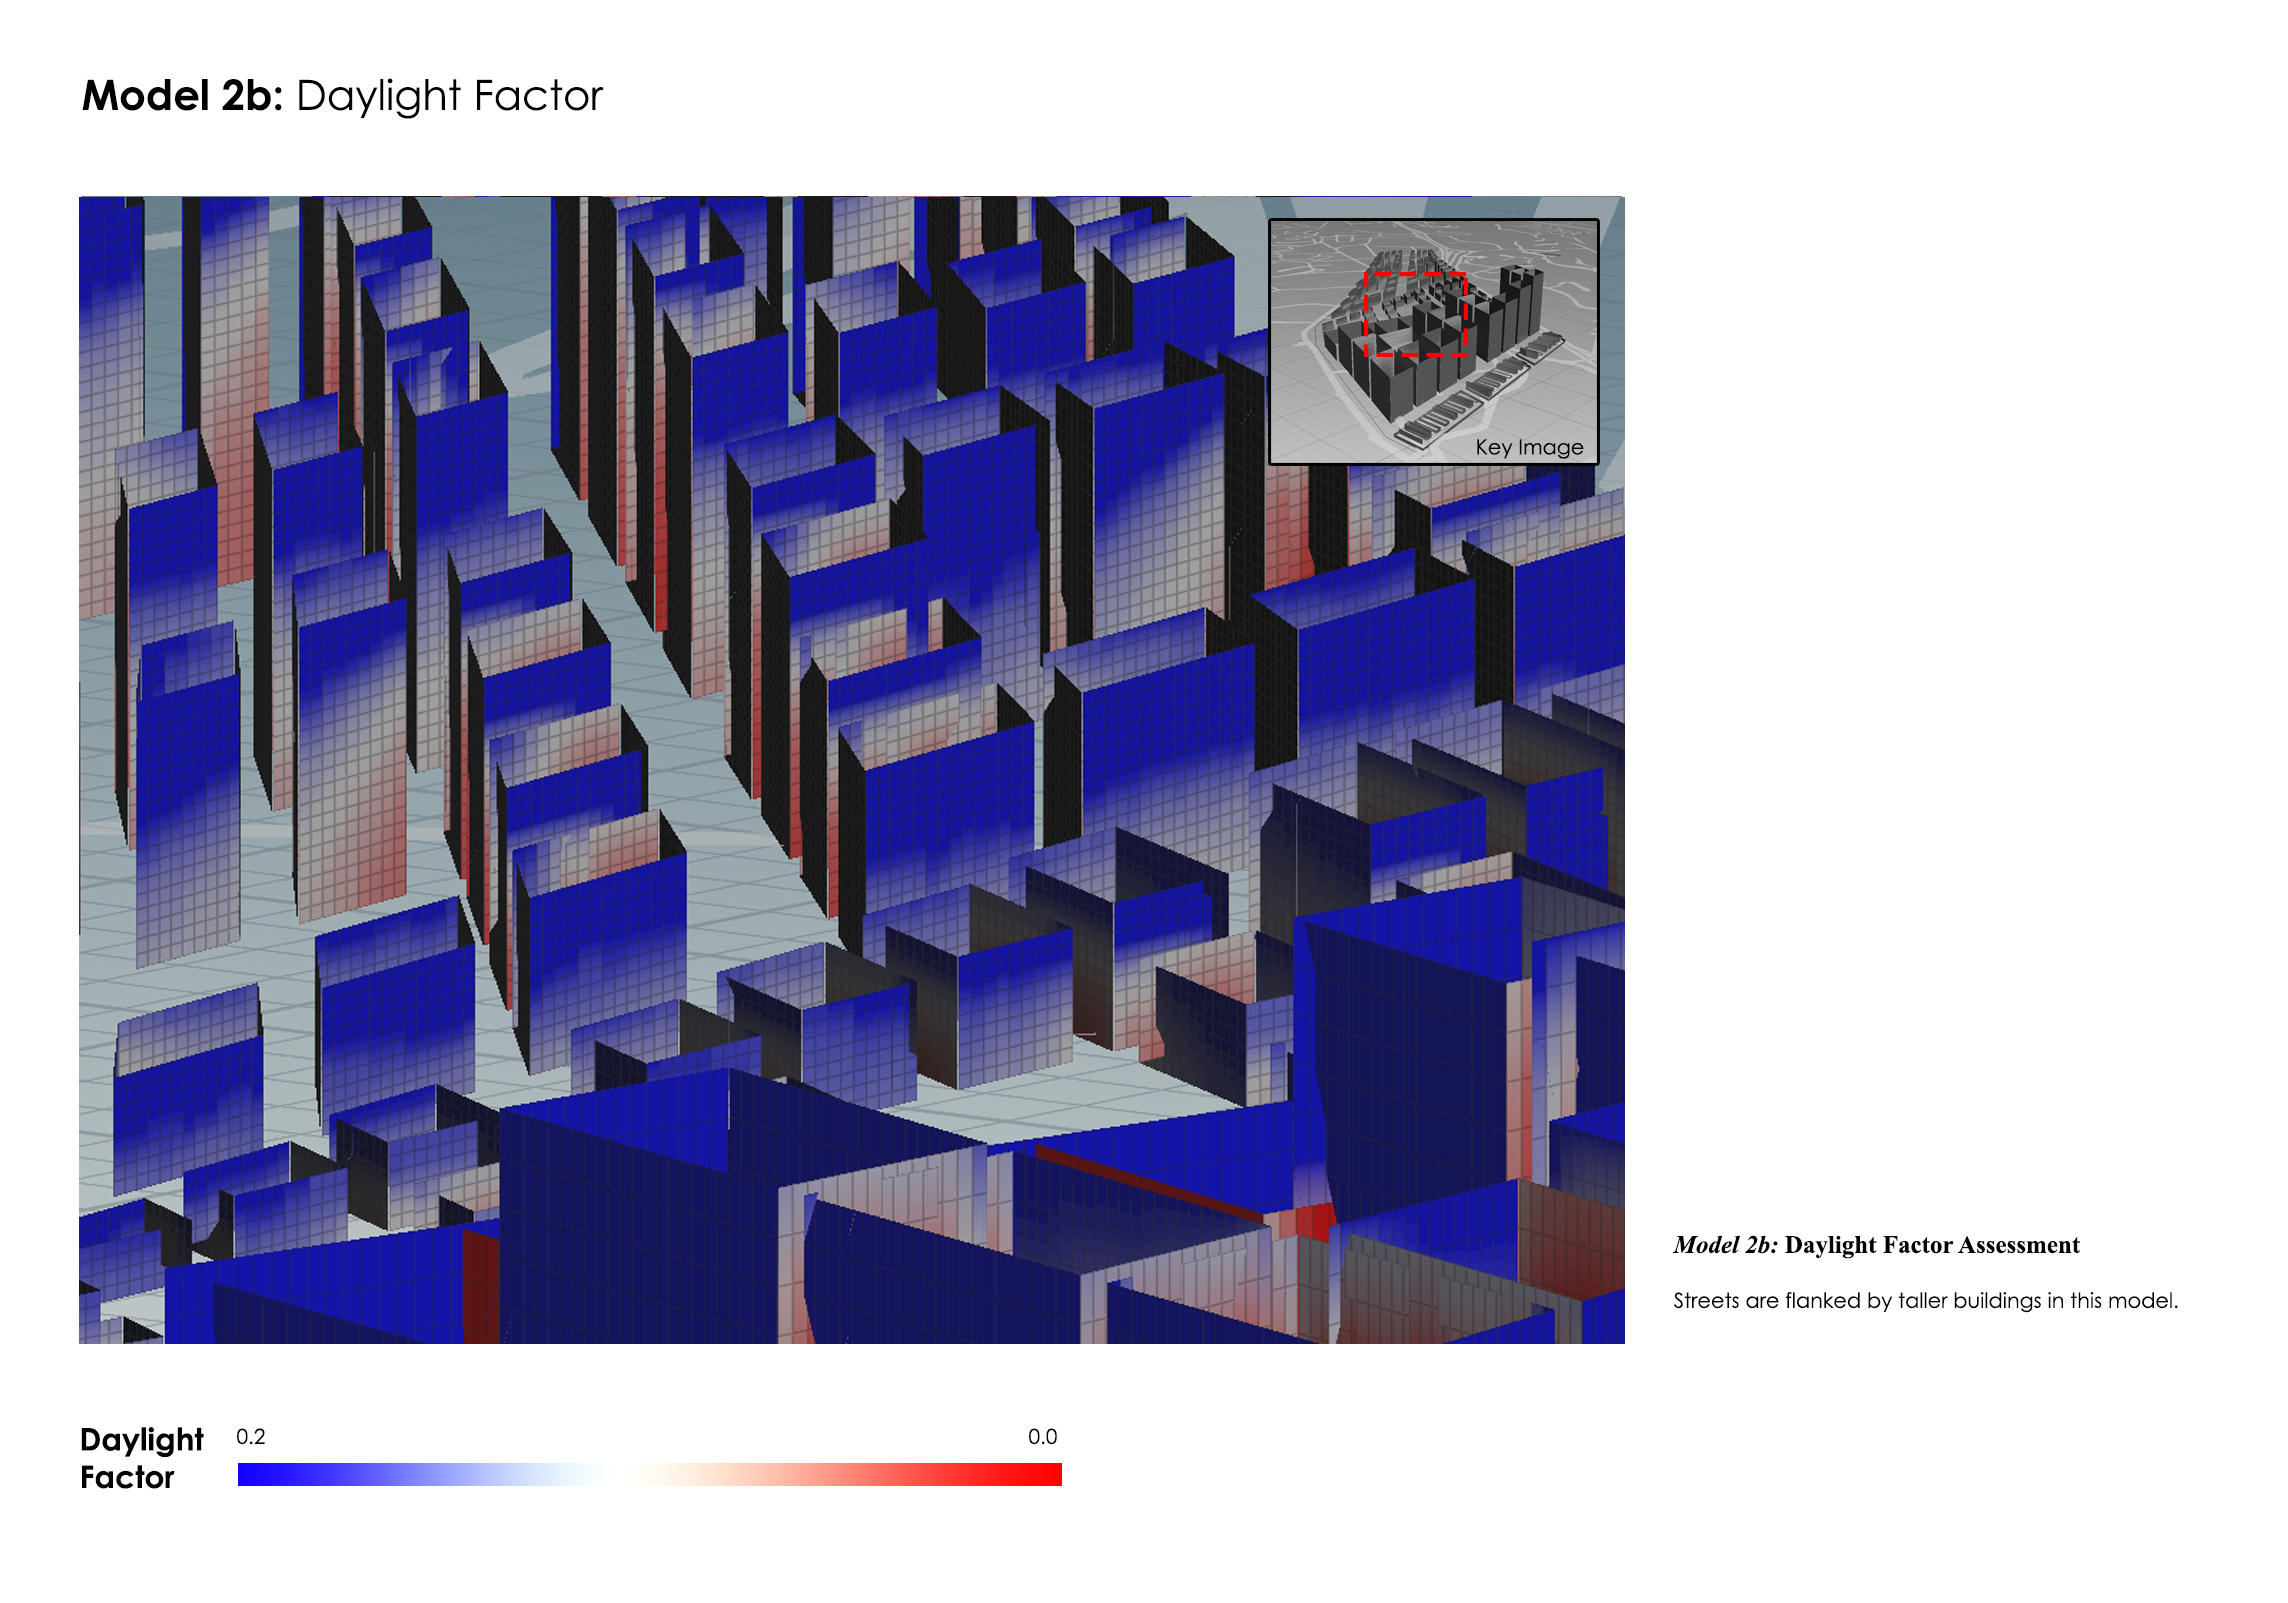 Model 2b: Daylight Factor
Key Image
Model 2b: Daylight Factor Assessment
Streets are flanked by taller buildings in this model.
Daylight Factor
0.2
0.0